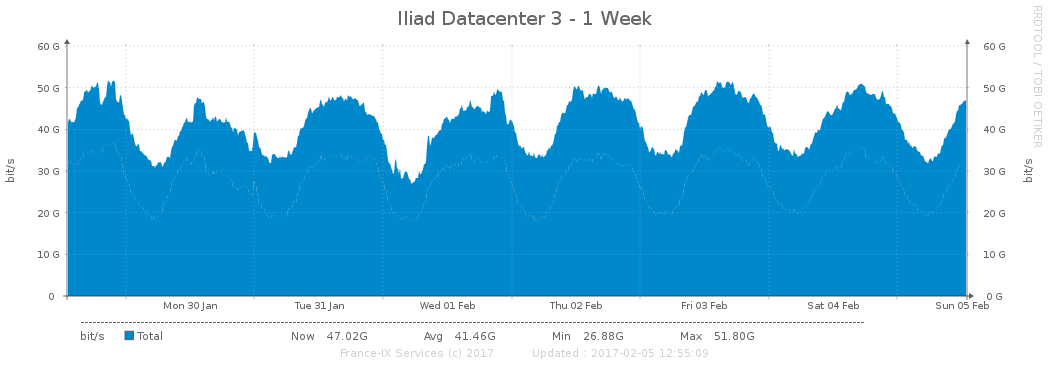 Iliad Datacenter 3 - 1 Week
RRDTOOL / TOBI OETIKER
bit/s
60 G
50 G
40 G
30 G
20 G
10 G
0
60 G
50 G
40 G
30 G
20 G
10 G
0 G
bit/s
Mon 30 Jan Tue 31 Jan Wed 01 Feb Thu 02 Feb Fri 03 Feb Sat 04 Feb Sun 05 Feb
bit/s Total Now 47.02G Avg 41.46G Min 26.88G Max 51.80G
France-IX Services (c) 2017 Updated : 2017-02-05 12:55:09